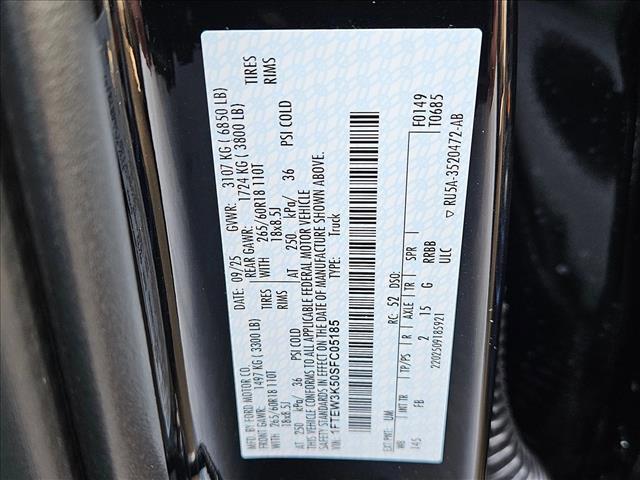 MFD. BY FORD MOTOR CO.
DATE: 09/25 GVWR: 3107 KG ( 6850 LB)
FRONT GAWR: 1497 KG (3300 LB) REAR GAWR: 1724 KG ( 3800 LB)
WITH 265/60R18 110T TIRES WITH 265/60R18 110T TIRES
18x8.5J RIMS 18x8.5J RIMS
AT 250 kPa/ 36 PSI COLD AT 250 kPa/ 36 PSI COLD
THIS VEHICLE CONFORMS TO ALL APPLICABLE FEDERAL MOTOR VEHICLE
SAFETY STANDARDS IN EFFECT ON THE DATE OF MANUFACTURE SHOWN ABOVE.
VIN: 1FTEW3K50SFC05185 TYPE: Truck
F0149
T0685
EXT PNT: UM RC: 52 DSO:
WB INT TR TP/PS R AXLE TR SPR
145 FB 2 15 G RRBB
2202509185921 ULC
▽ RU5A-3520472-AB